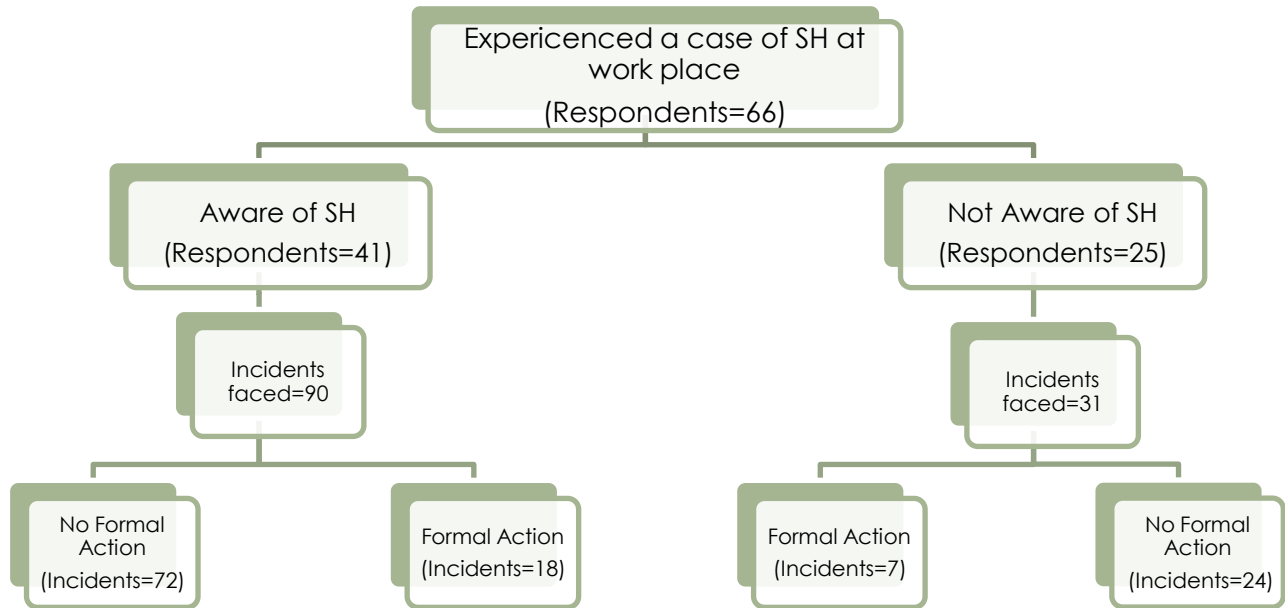 Expericenced a case of SH at
work place
(Respondents=66)
Aware of SH
(Respondents=41)
Not Aware of SH
(Respondents=25)
Incidents
faced=90
Incidents
faced=31
No Formal
Action
(Incidents=72)
Formal Action
(Incidents=18)
Formal Action
(Incidents=7)
No Formal
Action
(Incidents=24)